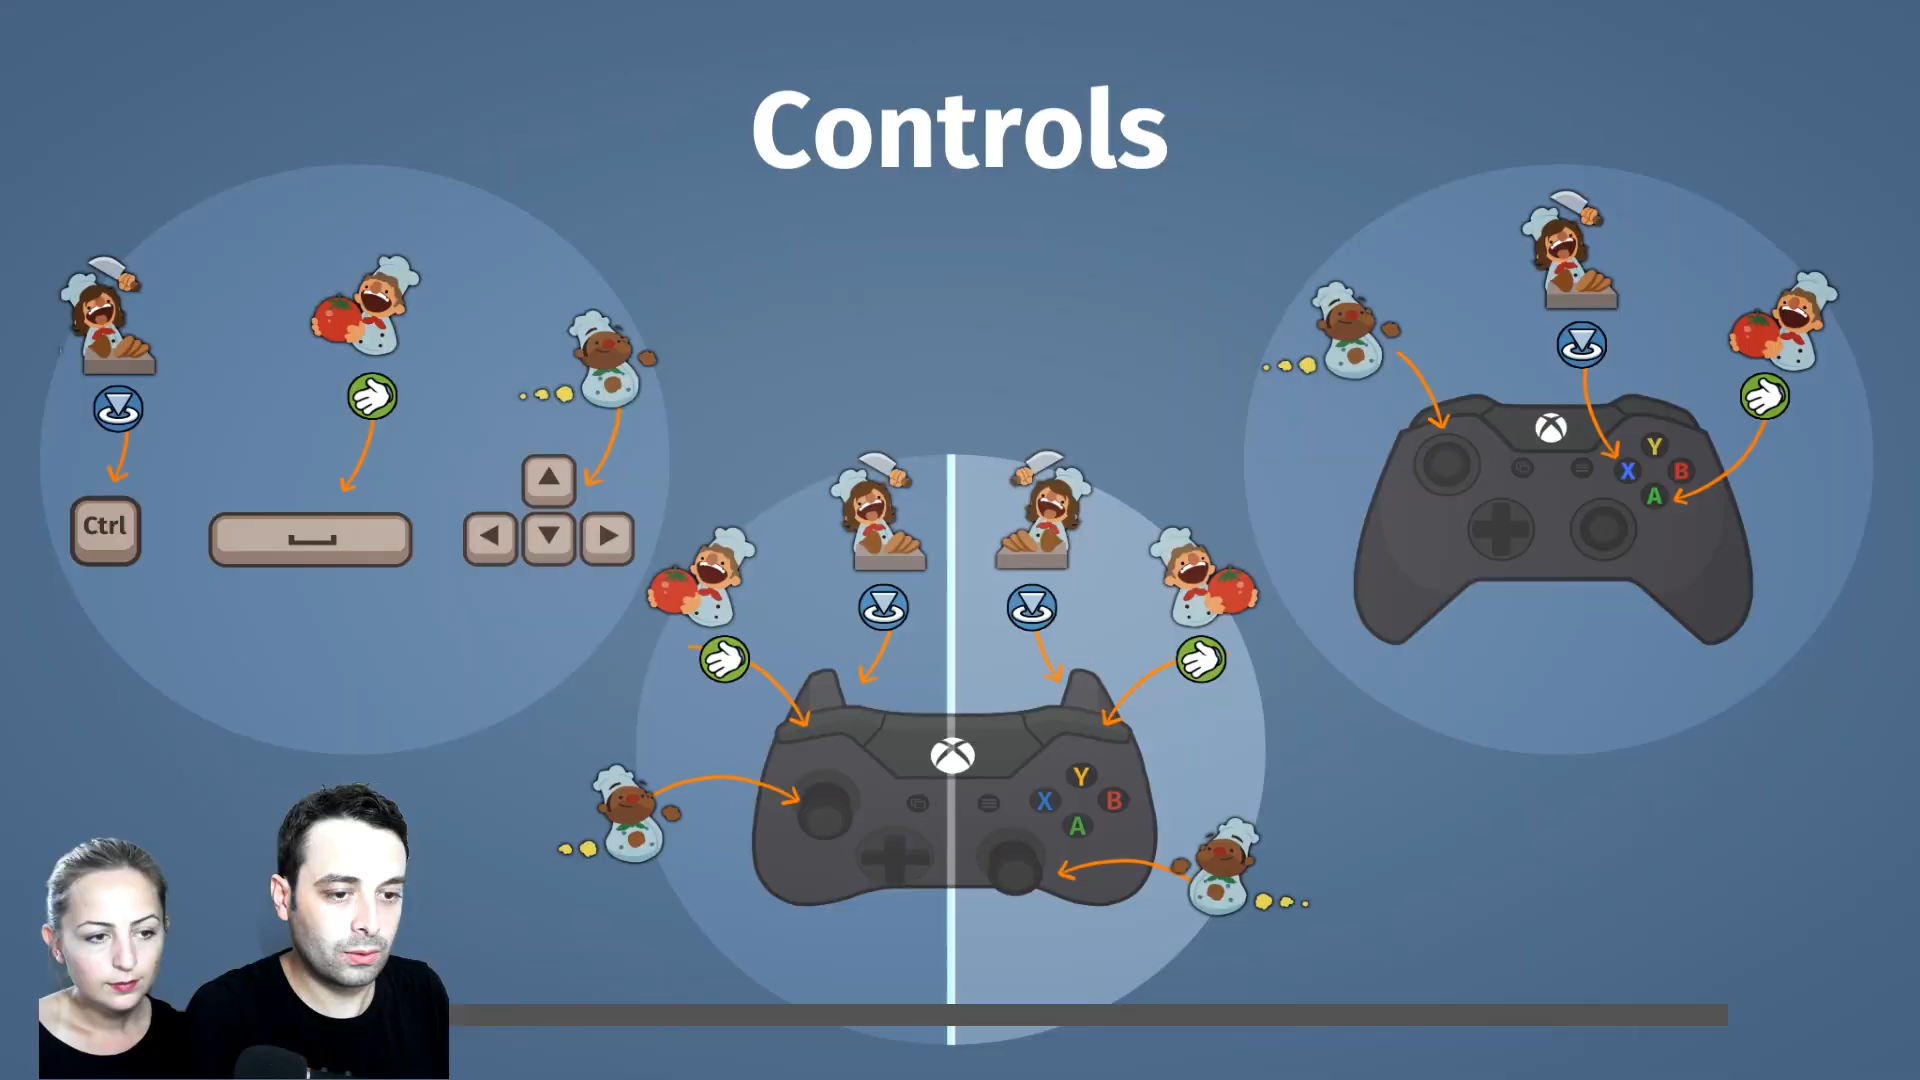 Controls
Ctrl
Y
X B
A
Y
X B
A